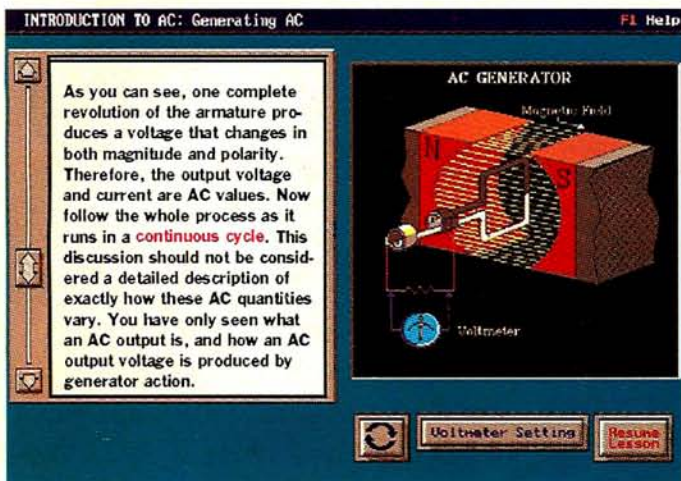 INTRODUCTION TO AC: Generating AC
F1 Help
As you can see, one complete
revolution of the armature pro-
duces a voltage that changes in
both magnitude and polarity.
Therefore, the output voltage
and current are AC values. Now
follow the whole process as it
runs in a continuous cycle. This
discussion should not be consid-
ered a detailed description of
exactly how these AC quantities
vary. You have only seen what
an AC output is, and how an AC
output voltage is produced by
generator action.
AC GENERATOR
Magnetic Field
N
S
Voltmeter
Voltmeter Setting
Resume
Lesson